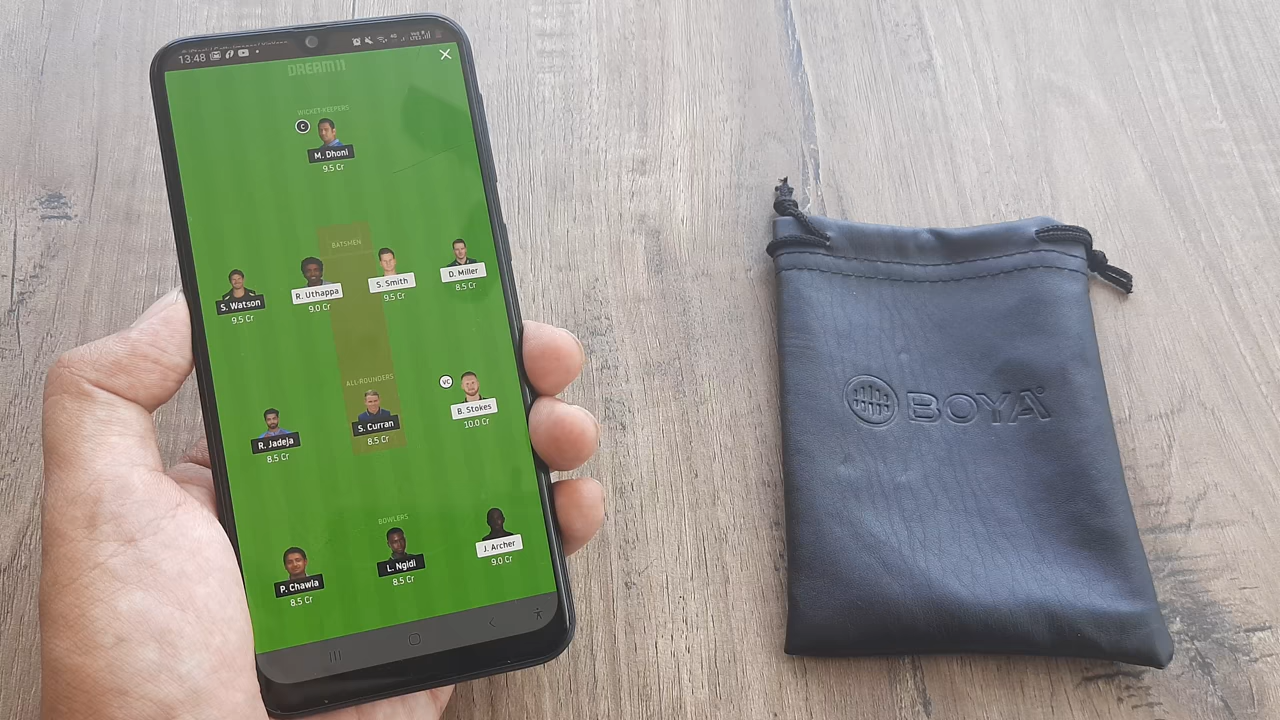 13:48
4G
DREAM11
WICKET-KEEPERS
C
M. Dhoni
9.5 Cr
BATSMEN
S. Watson
9.5 Cr
R. Uthappa
9.0 Cr
S. Smith
9.5 Cr
D. Miller
8.5 Cr
ALL-ROUNDERS
R. Jadeja
8.5 Cr
S. Curran
8.5 Cr
VC
B. Stokes
10.0 Cr
BOWLERS
P. Chawla
8.5 Cr
L. Ngidi
8.5 Cr
J. Archer
9.0 Cr
BOYA